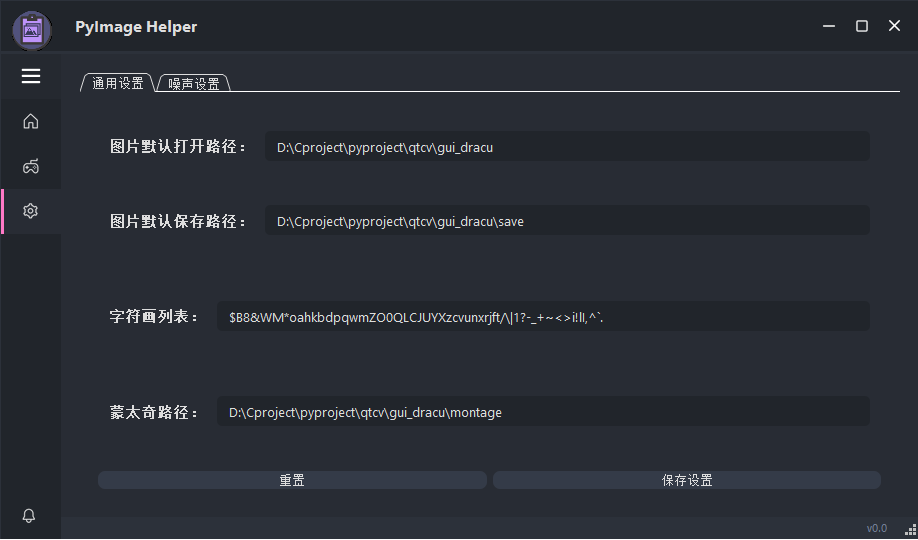 PyImage Helper
通用设置 噪声设置
图片默认打开路径： D:\Cproject\pyproject\qtcv\gui_dracu
图片默认保存路径： D:\Cproject\pyproject\qtcv\gui_dracu\save
字符画列表： $B8&WM*oahkbdpqwmZO0QLCJUYXzcvunxrjft/\|1?-_+~<>i!lI,^`.
蒙太奇路径： D:\Cproject\pyproject\qtcv\gui_dracu\montage
重置 保存设置
v0.0